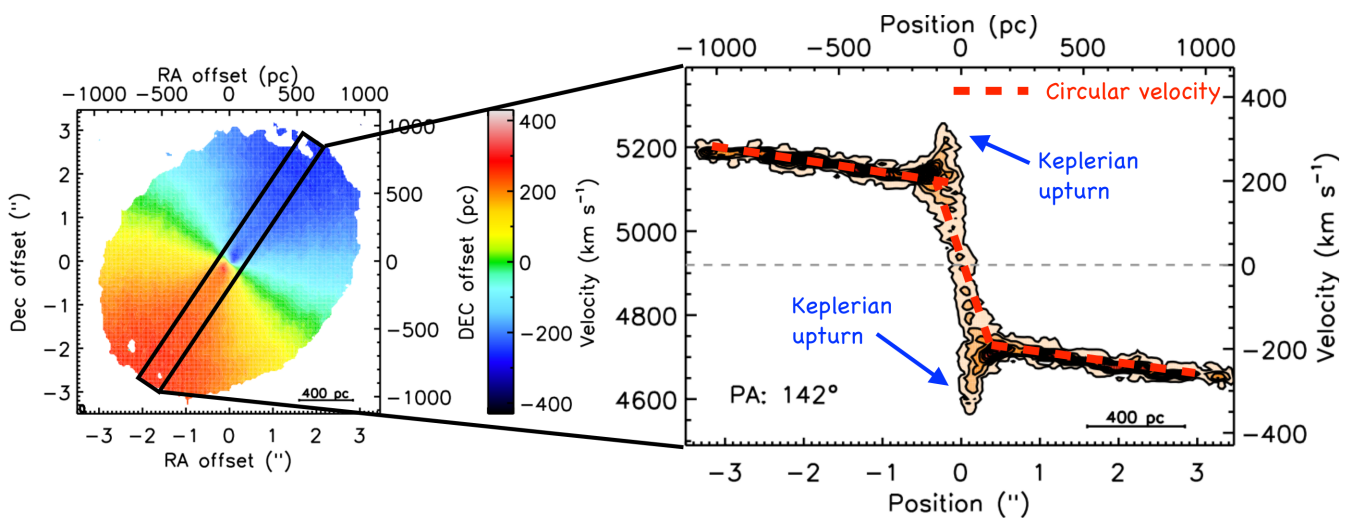 RA offset (pc)
−1000 −500 0 500 1000
3
2
1
0
−1
−2
−3
Dec offset ('')
1000
500
0
−500
−1000
DEC offset (pc)
400 pc
−3 −2 −1 0 1 2 3
RA offset ('')
400
200
0
−200
−400
Velocity (km s⁻¹)
Position (pc)
−1000 −500 0 500 1000
5200
5000
4800
4600
Circular velocity
Keplerian
upturn
Keplerian
upturn
PA: 142°
400 pc
400
200
0
−200
−400
Velocity (km s⁻¹)
−3 −2 −1 0 1 2 3
Position ('')